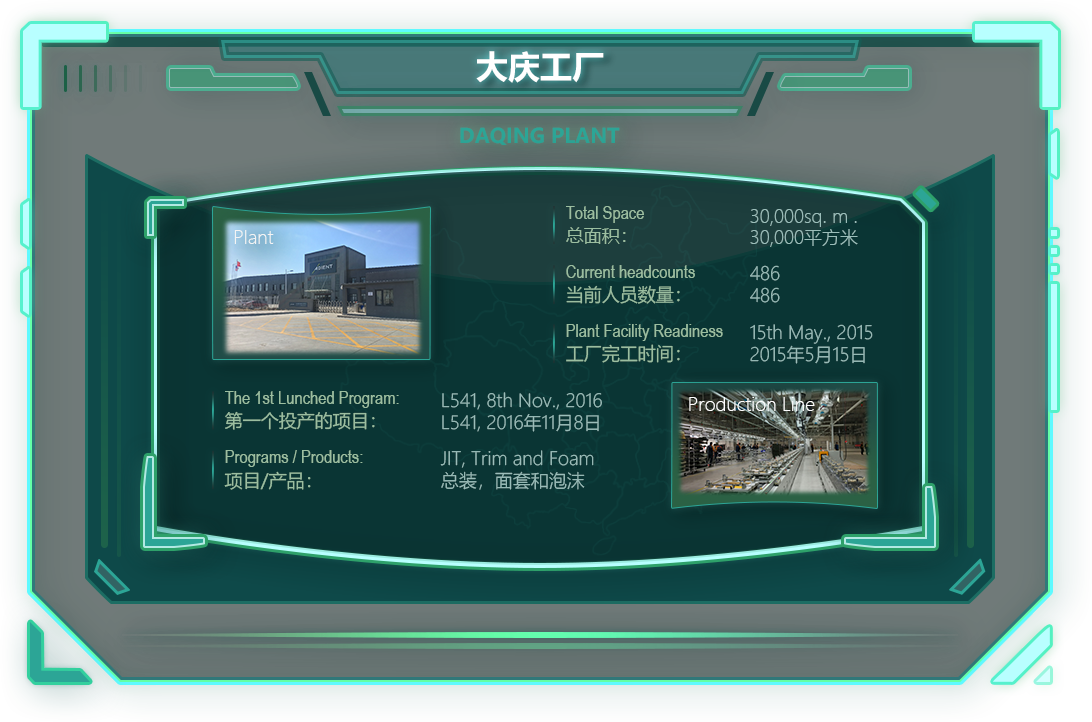 大庆工厂
DAQING PLANT
Plant
Total Space
总面积：
30,000sq. m .
30,000平方米
Current headcounts
当前人员数量：
486
486
Plant Facility Readiness
工厂完工时间：
15th May., 2015
2015年5月15日
The 1st Lunched Program:
第一个投产的项目：
L541, 8th Nov., 2016
L541, 2016年11月8日
Programs / Products:
项目/产品：
JIT, Trim and Foam
总装，面套和泡沫
Production Line